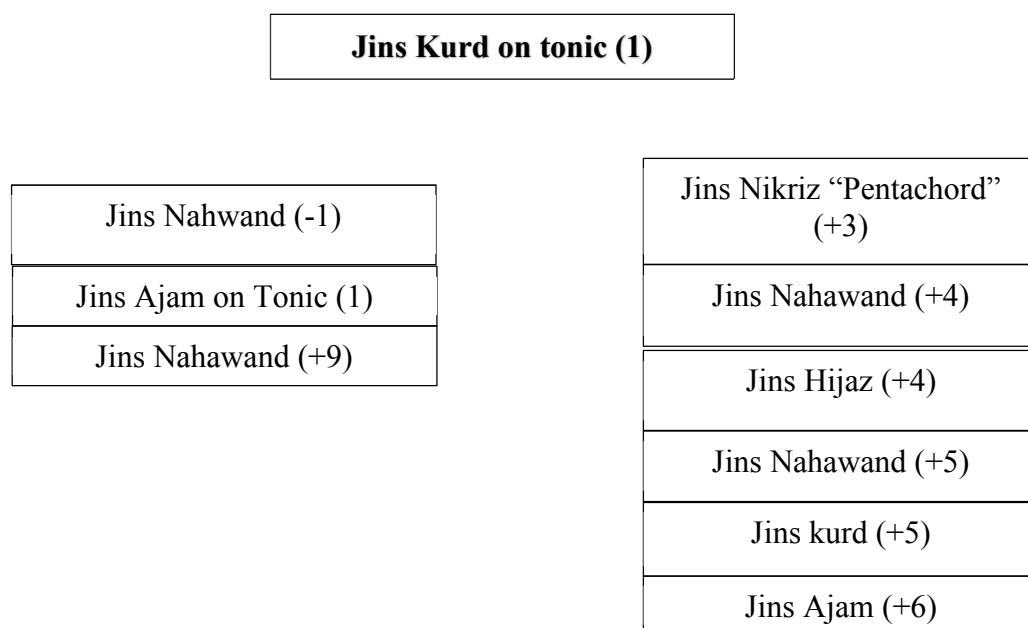 Jins Kurd on tonic (1)
Jins Nahwand (-1)
Jins Ajam on Tonic (1)
Jins Nahawand (+9)
Jins Nikriz “Pentachord”
(+3)
Jins Nahawand (+4)
Jins Hijaz (+4)
Jins Nahawand (+5)
Jins kurd (+5)
Jins Ajam (+6)